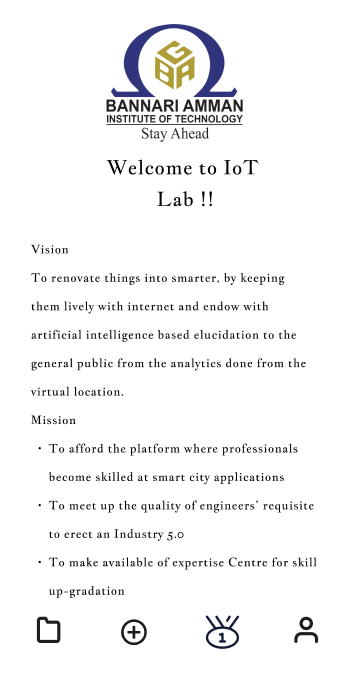 GBA
BANNARI AMMAN
INSTITUTE OF TECHNOLOGY
Stay Ahead
Welcome to IoT
Lab !!
Vision
To renovate things into smarter, by keeping
them lively with internet and endow with
artificial intelligence based elucidation to the
general public from the analytics done from the
virtual location.
Mission
• To afford the platform where professionals
become skilled at smart city applications
• To meet up the quality of engineers’ requisite
to erect an Industry 5.0
• To make available of expertise Centre for skill
up-gradation
1